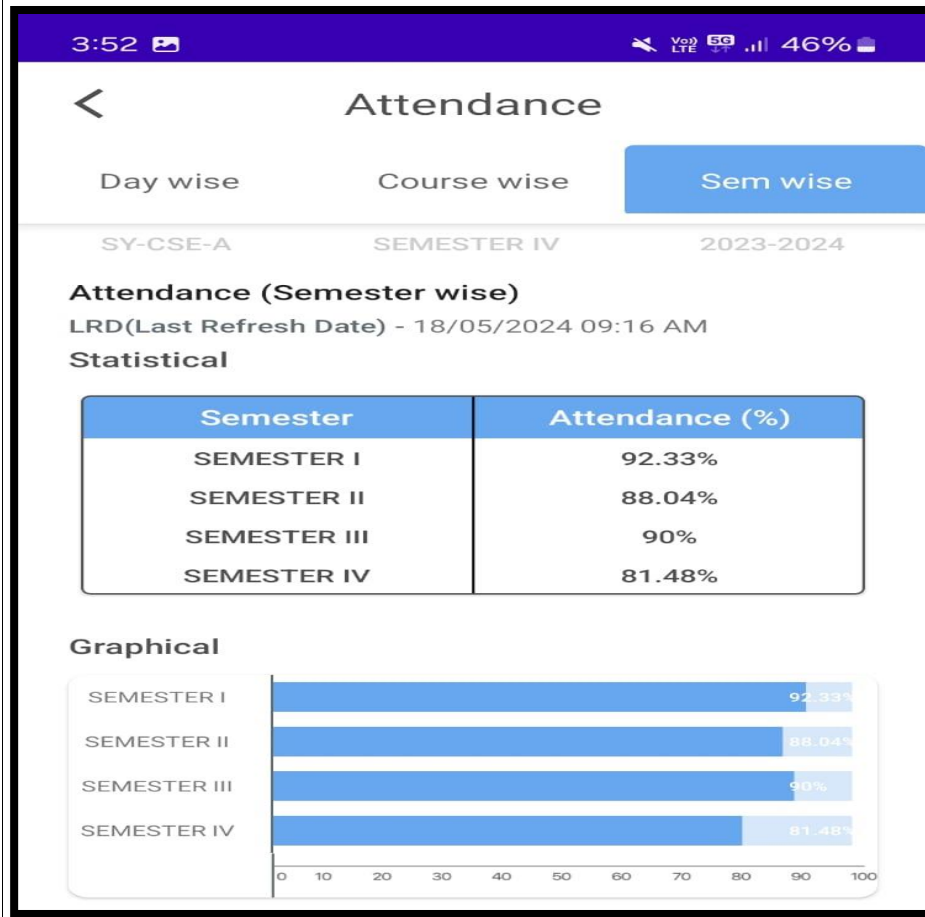 3:52 Vo)) LTE 5G 46%
Attendance
Day wise Course wise Sem wise
SY-CSE-A SEMESTER IV 2023-2024
Attendance (Semester wise)
LRD(Last Refresh Date) - 18/05/2024 09:16 AM
Statistical
Semester Attendance (%)
SEMESTER I 92.33%
SEMESTER II 88.04%
SEMESTER III 90%
SEMESTER IV 81.48%
Graphical
SEMESTER I 92.33%
SEMESTER II 88.04%
SEMESTER III 90%
SEMESTER IV 81.48%
0 10 20 30 40 50 60 70 80 90 100